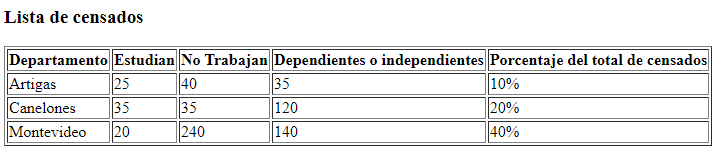 Lista de censados
Departamento Estudian No Trabajan Dependientes o independientes Porcentaje del total de censados
Artigas 25 40 35 10%
Canelones 35 35 120 20%
Montevideo 20 240 140 40%